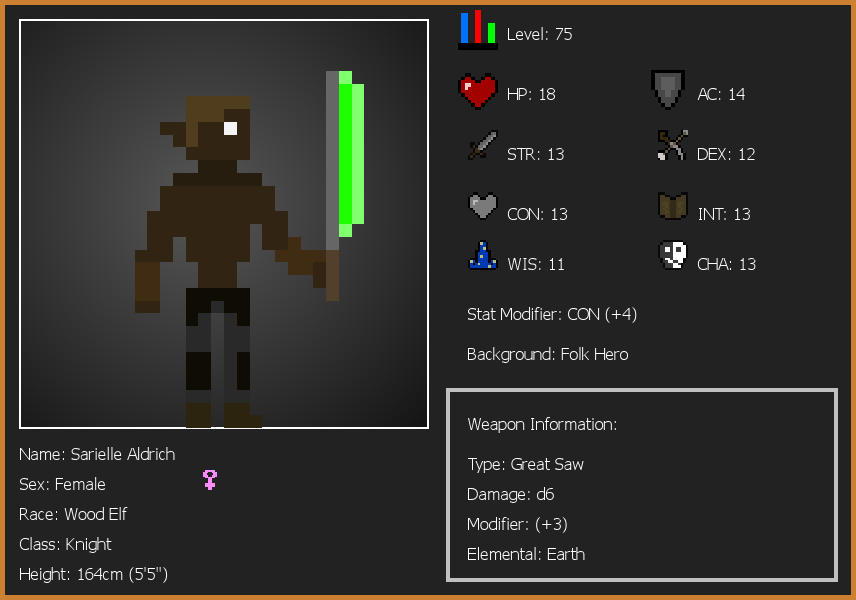 Level: 75
HP: 18
AC: 14
STR: 13
DEX: 12
CON: 13
INT: 13
WIS: 11
CHA: 13
Stat Modifier: CON (+4)
Background: Folk Hero
Weapon Information:
Type: Great Saw
Damage: d6
Modifier: (+3)
Elemental: Earth
Name: Sarielle Aldrich
Sex: Female
Race: Wood Elf
Class: Knight
Height: 164cm (5'5")